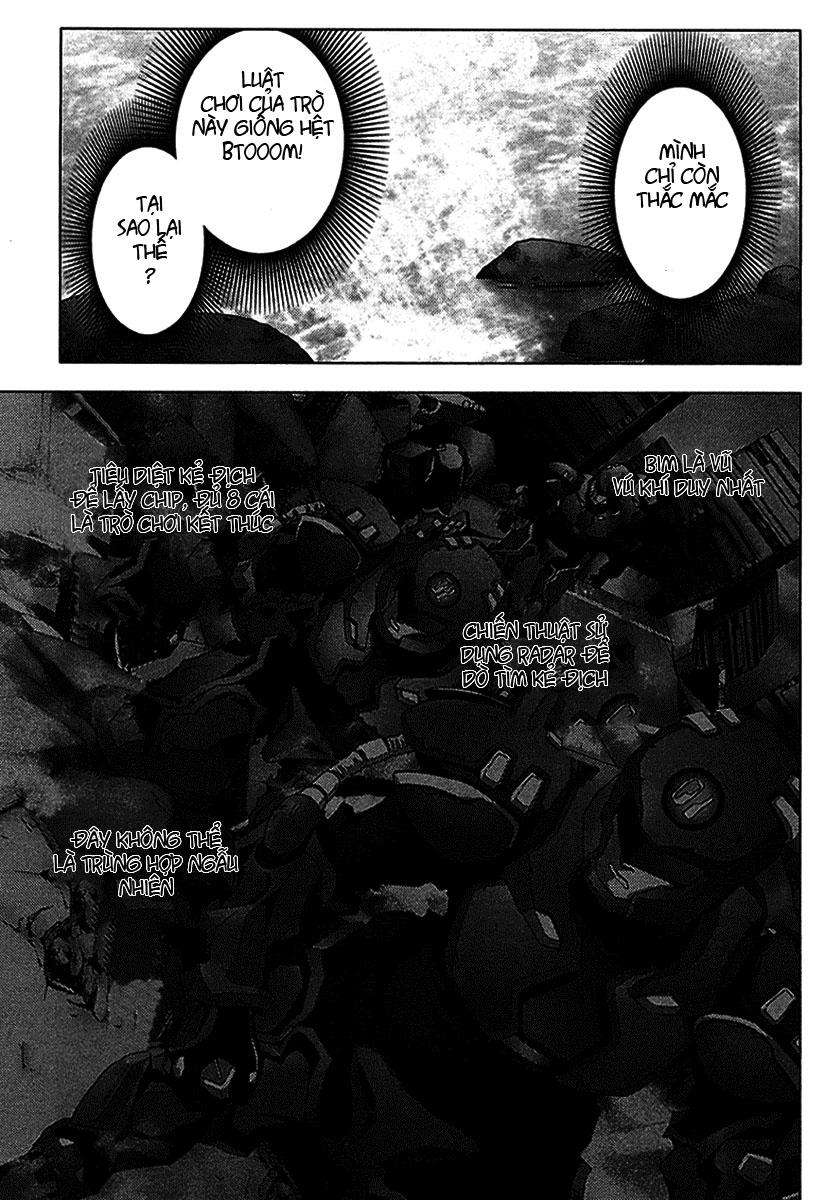 MÌNH
CHỈ CÒN
THẮC MẮC
LUẬT
CHƠI CỦA TRÒ
NÀY GIỐNG HỆT
BTOOOM!
TẠI
SAO LẠI
THẾ
?
BIM LÀ VŨ
VÚ KHÍ DUY NHẤT
CHIẾN THUẬT SỬ
DỤNG RADAR ĐỂ
DÒ TÌM KẺ ĐỊCH
TIÊU DIỆT KẺ ĐỊCH
ĐỂ LẤY CHIP, ĐỦ 8 CÁI
LÀ TRÒ CHƠI KẾT THÚC
ĐÂY KHÔNG THỂ
LÀ TRÙNG HỢP NGẪU
NHIÊN